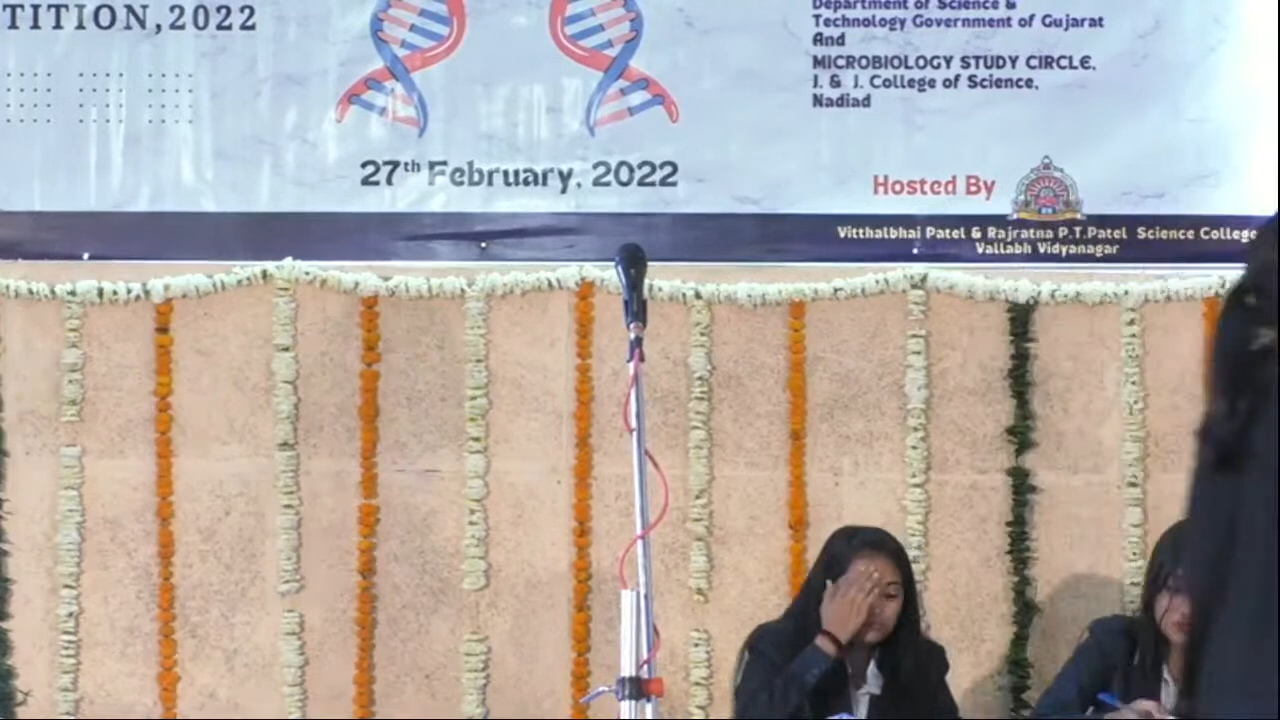 TITION,2022
Department of Science &
Technology Government of Gujarat
And
MICROBIOLOGY STUDY CIRCLE,
J. & J. College of Science,
Nadiad
27th February, 2022
Hosted By
Vitthalbhai Patel & Rajratna P.T.Patel Science College
Vallabh Vidyanagar